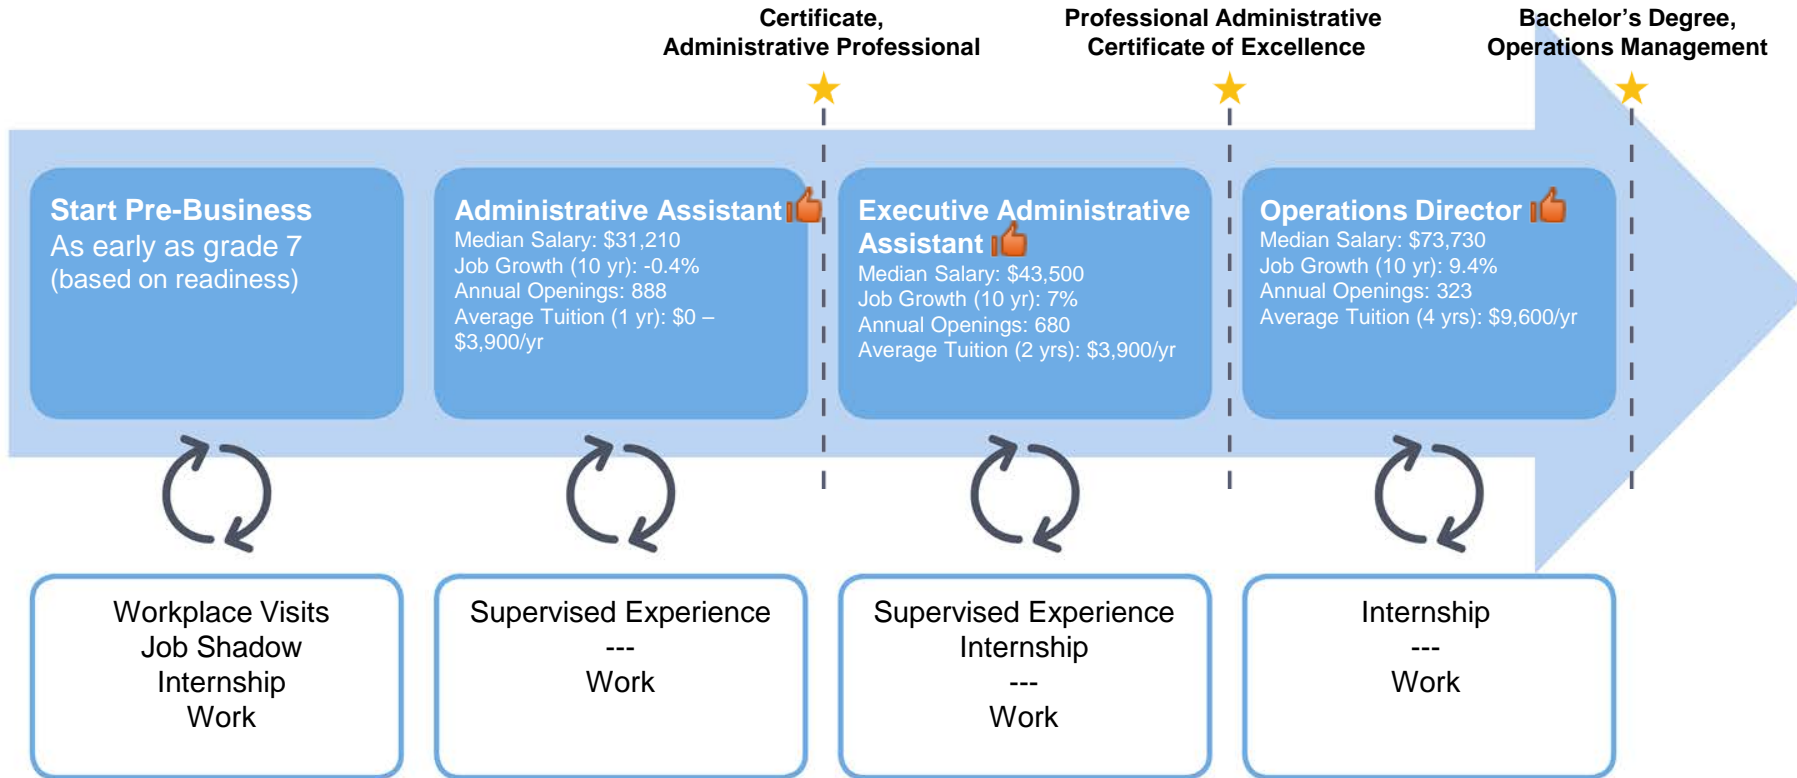 Certificate,
Administrative Professional
Professional Administrative
Certificate of Excellence
Bachelor’s Degree,
Operations Management
Start Pre-Business
As early as grade 7
(based on readiness)
Administrative Assistant
Median Salary: $31,210
Job Growth (10 yr): -0.4%
Annual Openings: 888
Average Tuition (1 yr): $0 –
$3,900/yr
Executive Administrative
Assistant
Median Salary: $43,500
Job Growth (10 yr): 7%
Annual Openings: 680
Average Tuition (2 yrs): $3,900/yr
Operations Director
Median Salary: $73,730
Job Growth (10 yr): 9.4%
Annual Openings: 323
Average Tuition (4 yrs): $9,600/yr
Workplace Visits
Job Shadow
Internship
Work
Supervised Experience
---
Work
Supervised Experience
Internship
---
Work
Internship
---
Work